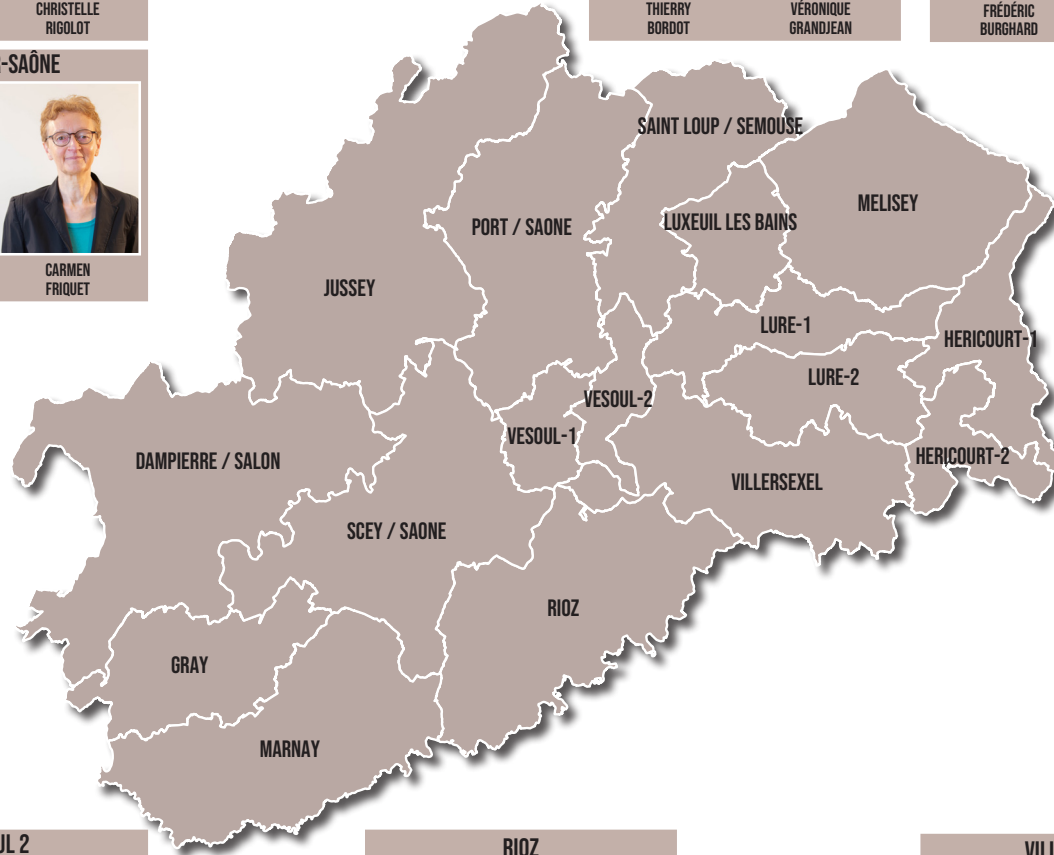 CHRISTELLE
RIGOLOT
THIERRY
BORDOT
VÉRONIQUE
GRANDJEAN
FRÉDÉRIC
BURGHARD
-SAÔNE
CARMEN
FRIQUET
SAINT LOUP / SEMOUSE
MELISEY
LUXEUIL LES BAINS
PORT / SAONE
JUSSEY
LURE-1
HERICOURT-1
LURE-2
VESOUL-2
VESOUL-1
HERICOURT-2
DAMPIERRE / SALON
VILLERSEXEL
SCEY / SAONE
RIOZ
GRAY
MARNAY
UL 2
RIOZ
VILL